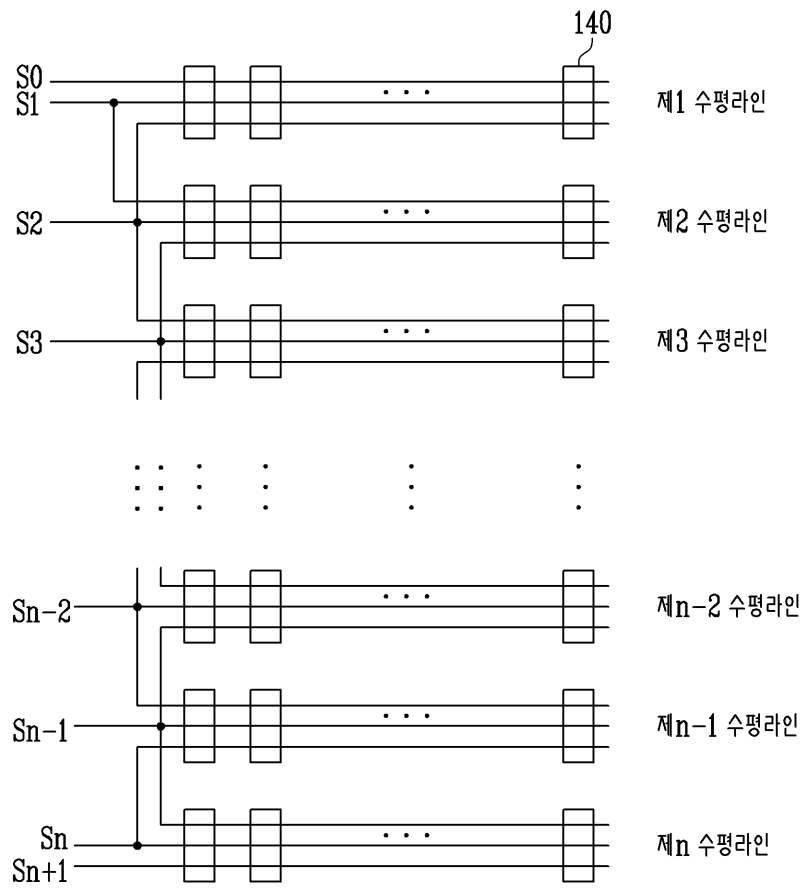 140
S0
S1
제1 수평라인
S2
제2 수평라인
S3
제3 수평라인
Sn-2
제n-2 수평라인
Sn-1
제n-1 수평라인
Sn
제n 수평라인
Sn+1